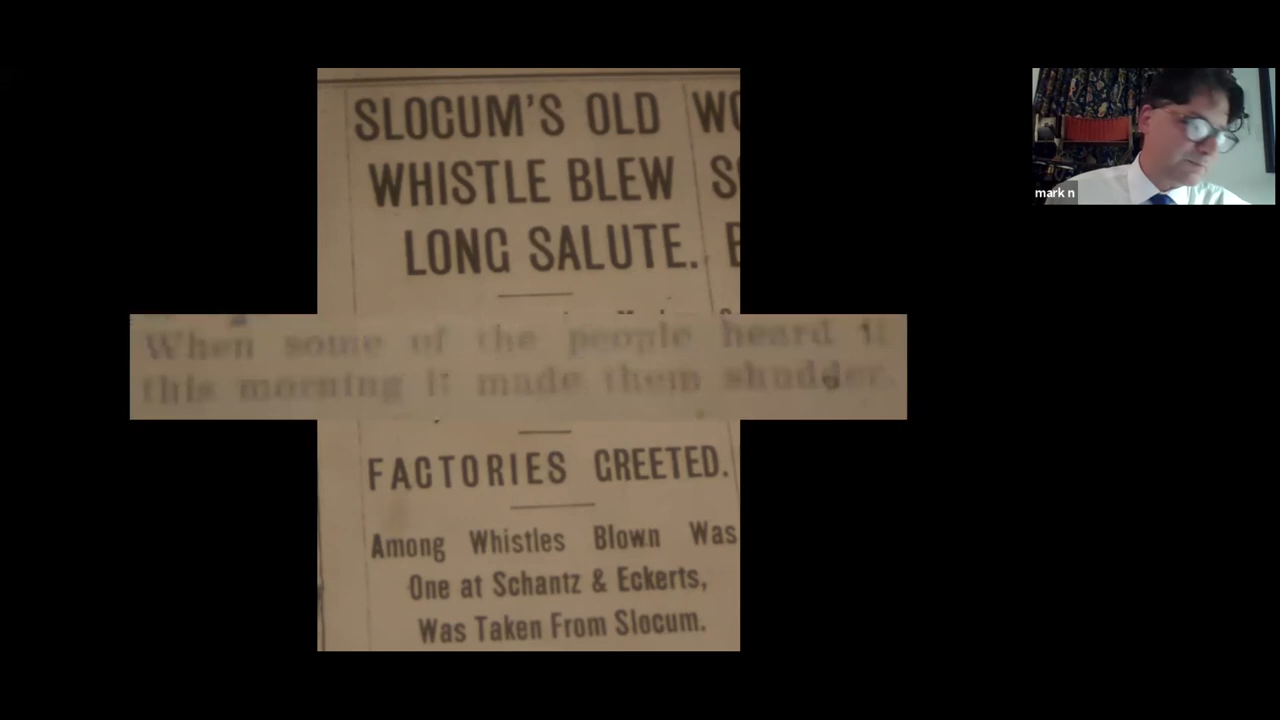 SLOCUM'S OLD
WHISTLE BLEW
LONG SALUTE.
When some of the people heard it
this morning it made them shudder.
FACTORIES GREETED.
Among Whistles Blown Was
One at Schantz & Eckerts,
Was Taken From Slocum.
mark n